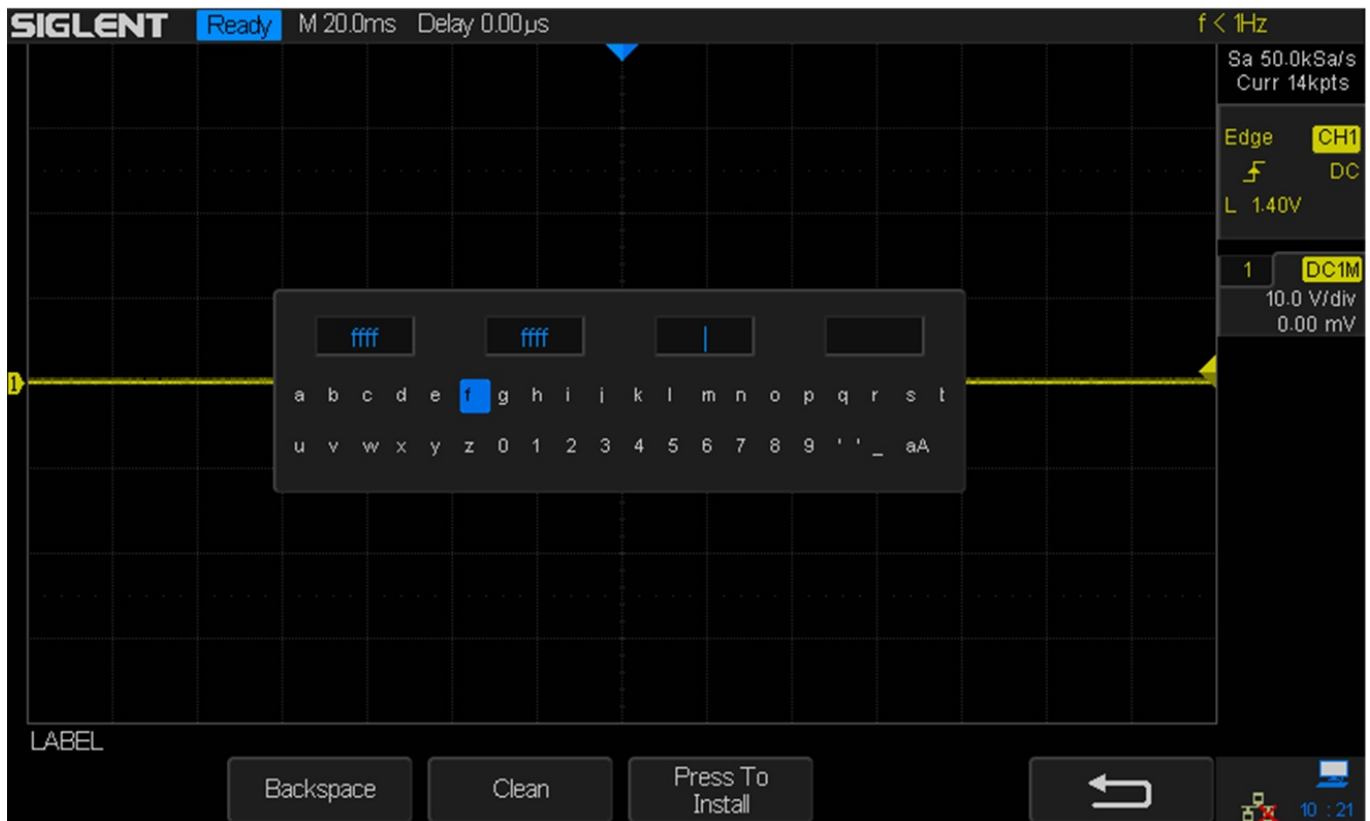 SIGLENT Ready M 20.0ms Delay 0.00µs f < 1Hz
Sa 50.0kSa/s
Curr 14kpts
Edge CH1
DC
L 1.40V
1 DC1M
10.0 V/div
0.00 mV
ffff ffff
1
a b c d e f g h i j k l m n o p q r s t
u v w x y z 0 1 2 3 4 5 6 7 8 9 ' ' _ aA
LABEL
Backspace Clean Press To
Install
10 : 21